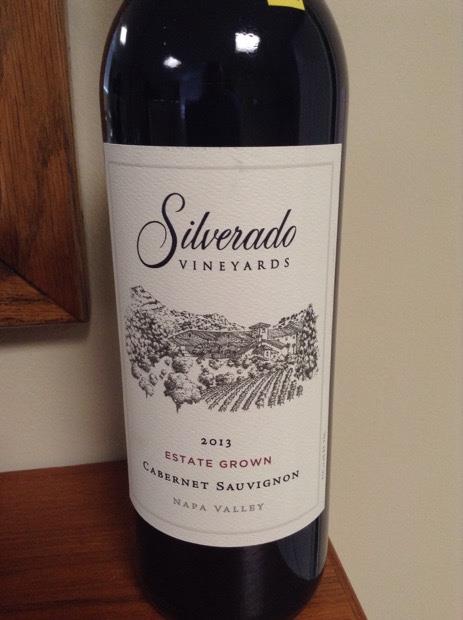 Silverado
VINEYARDS
2013
ESTATE GROWN
CABERNET SAUVIGNON
NAPA VALLEY